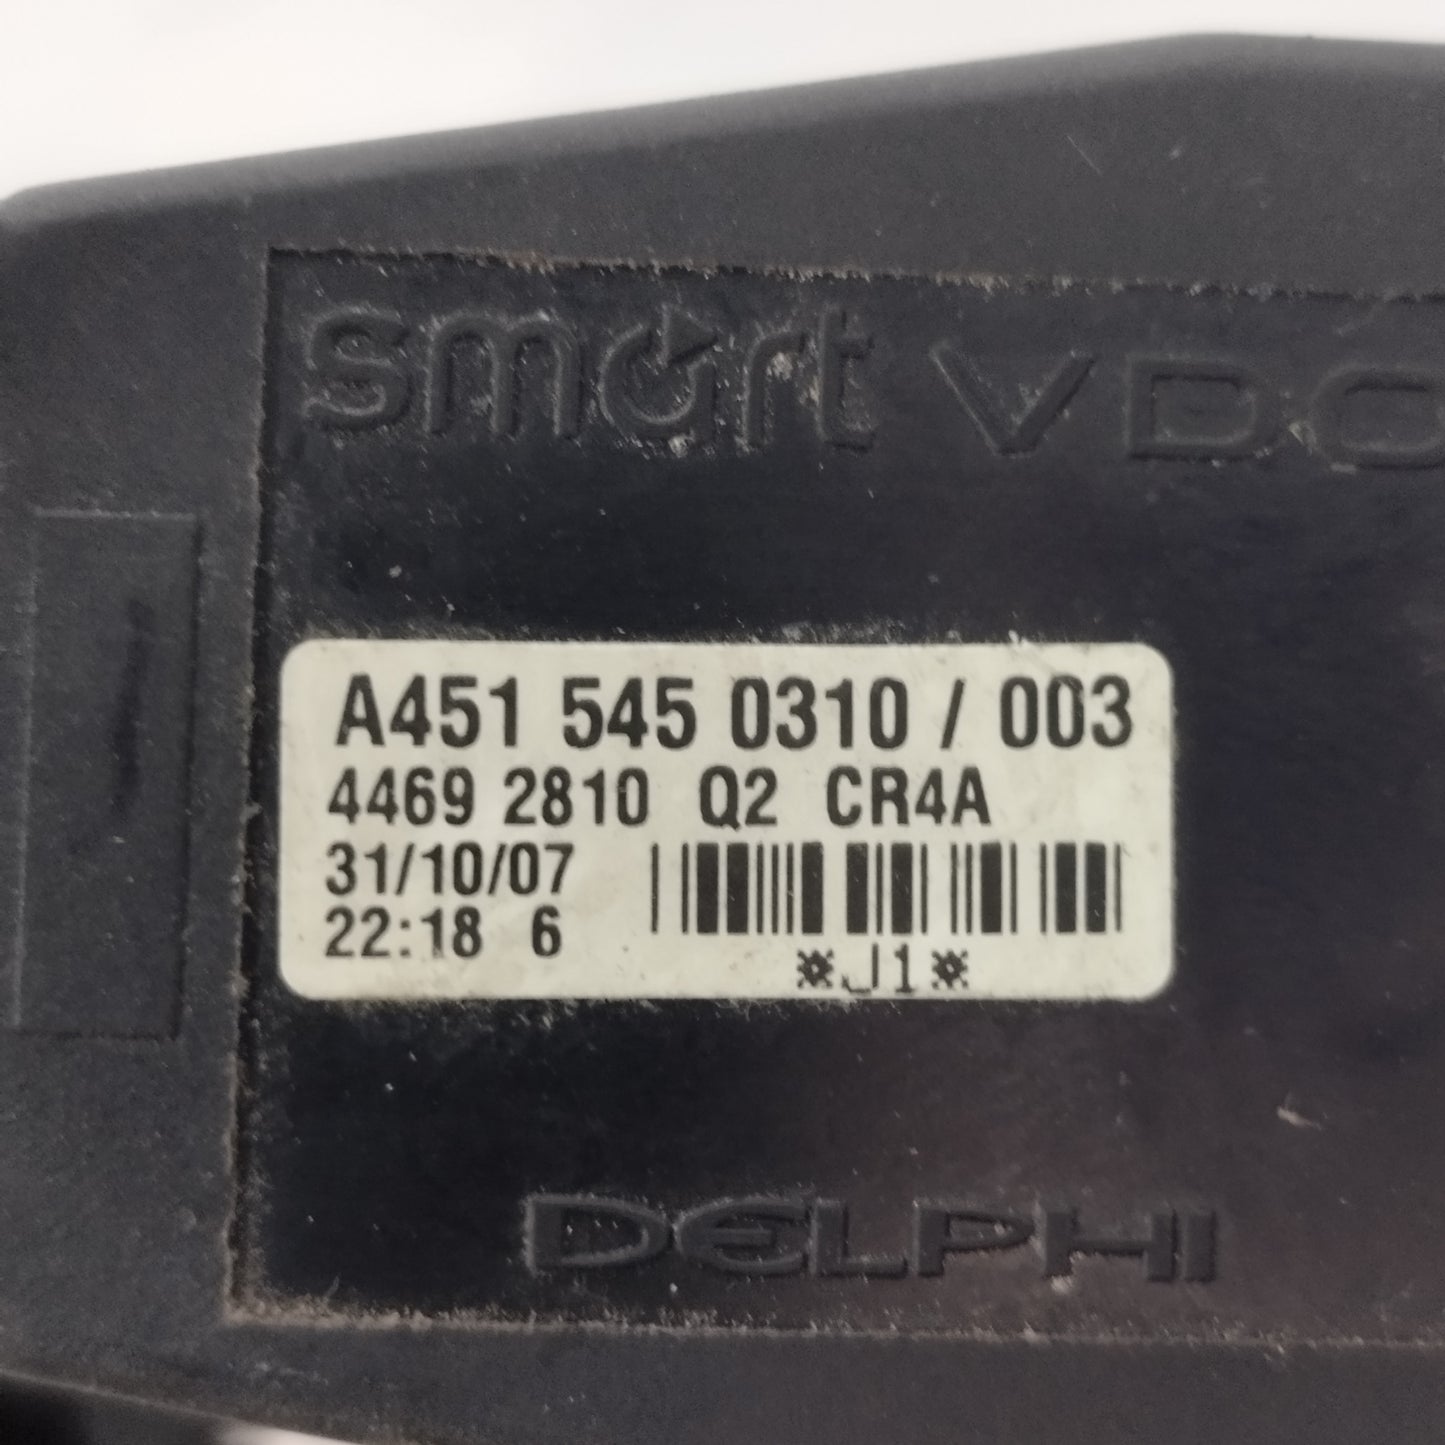 smart VDO
A451 545 0310 / 003
4469 2810 Q2 CR4A
31/10/07
22:18 6
*J1*
DELPHI